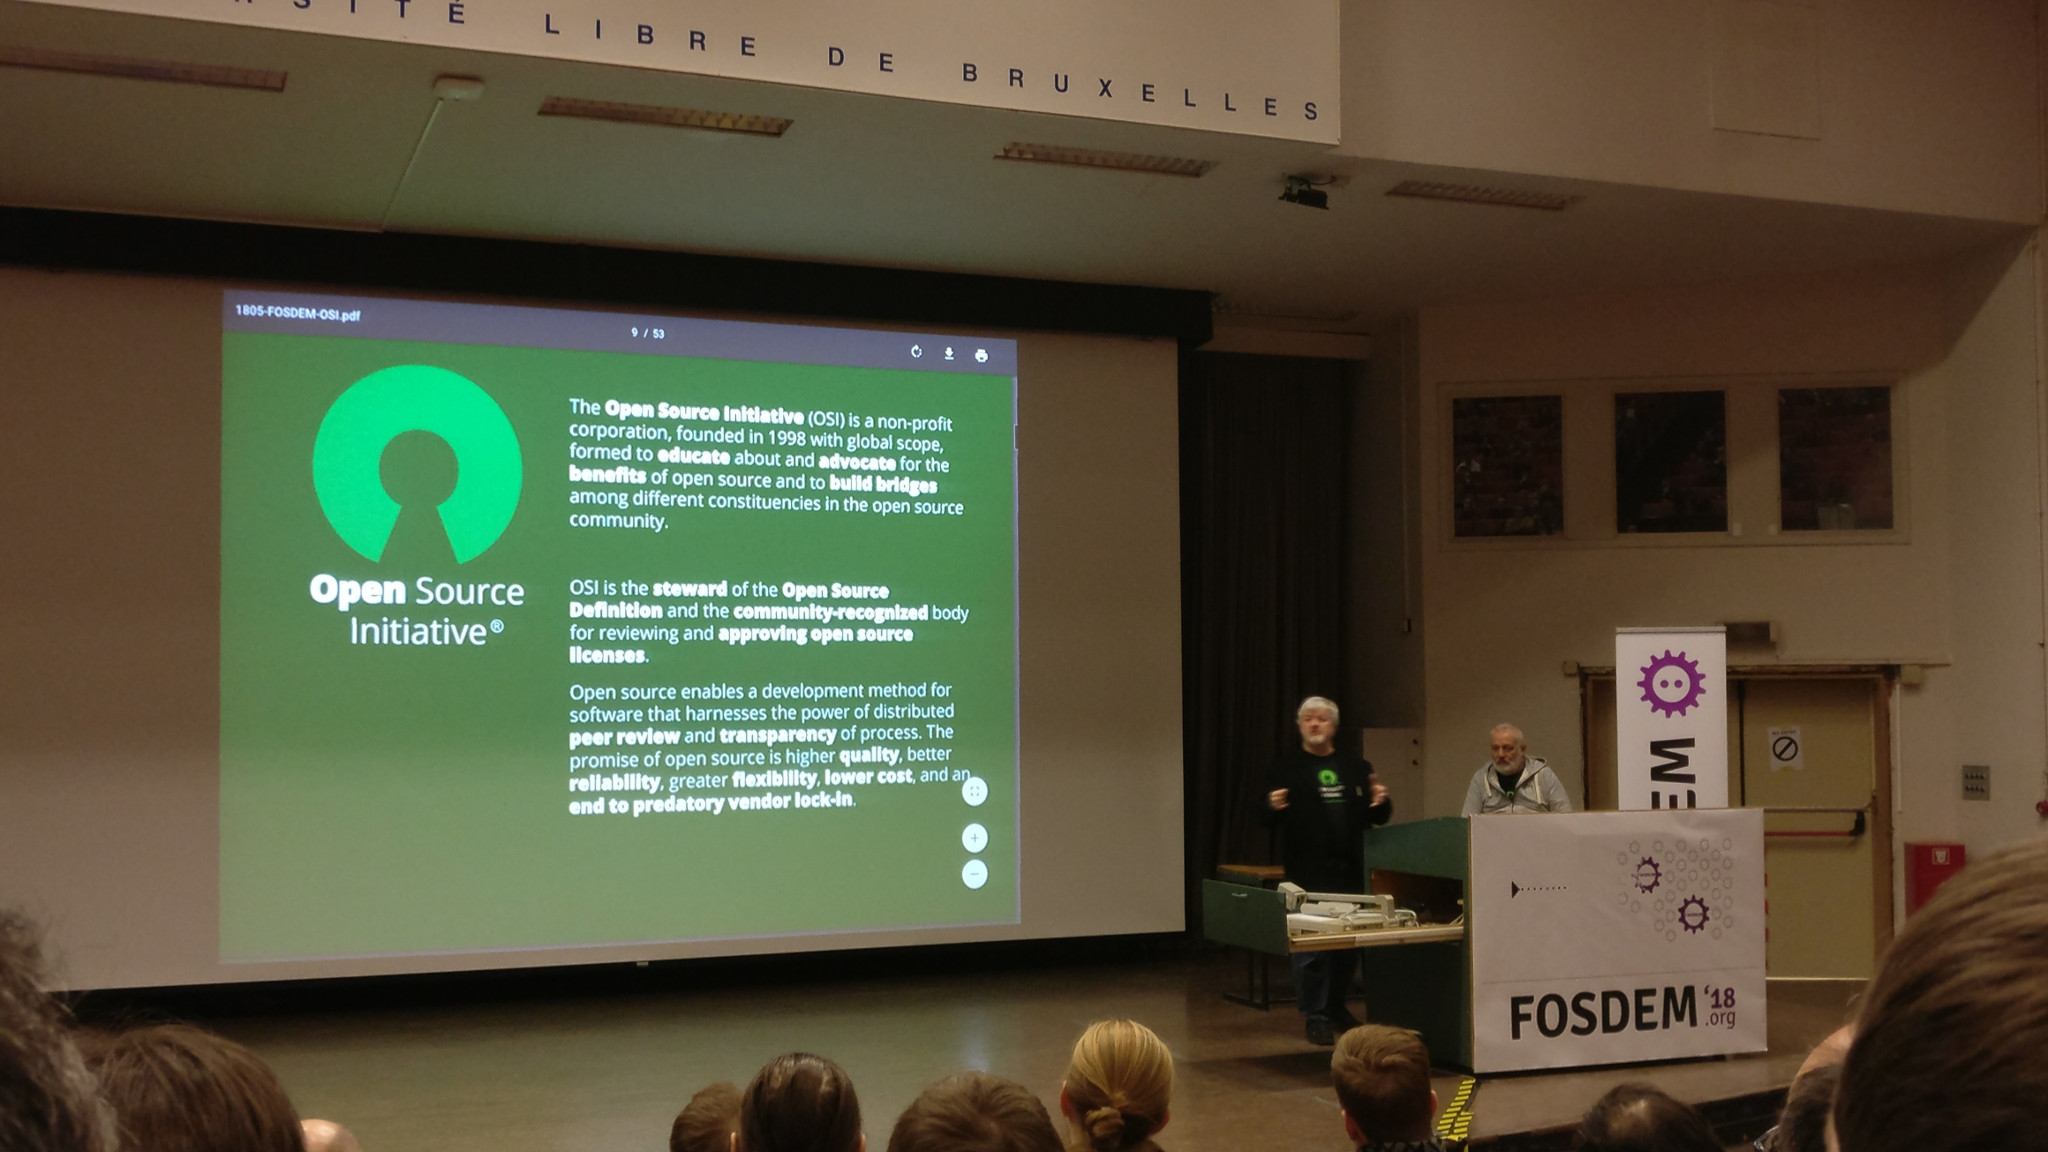 SITÉ LIBRE DE BRUXELLES
1805-FOSDEM-OSI.pdf
9 / 53
Open Source
Initiative®
The Open Source Initiative (OSI) is a non-profit
corporation, founded in 1998 with global scope,
formed to educate about and advocate for the
benefits of open source and to build bridges
among different constituencies in the open source
community.
OSI is the steward of the Open Source
Definition and the community-recognized body
for reviewing and approving open source
licenses.
Open source enables a development method for
software that harnesses the power of distributed
peer review and transparency of process. The
promise of open source is higher quality, better
reliability, greater flexibility, lower cost, and an
end to predatory vendor lock-in.
EM
FOSDEM '18
.org